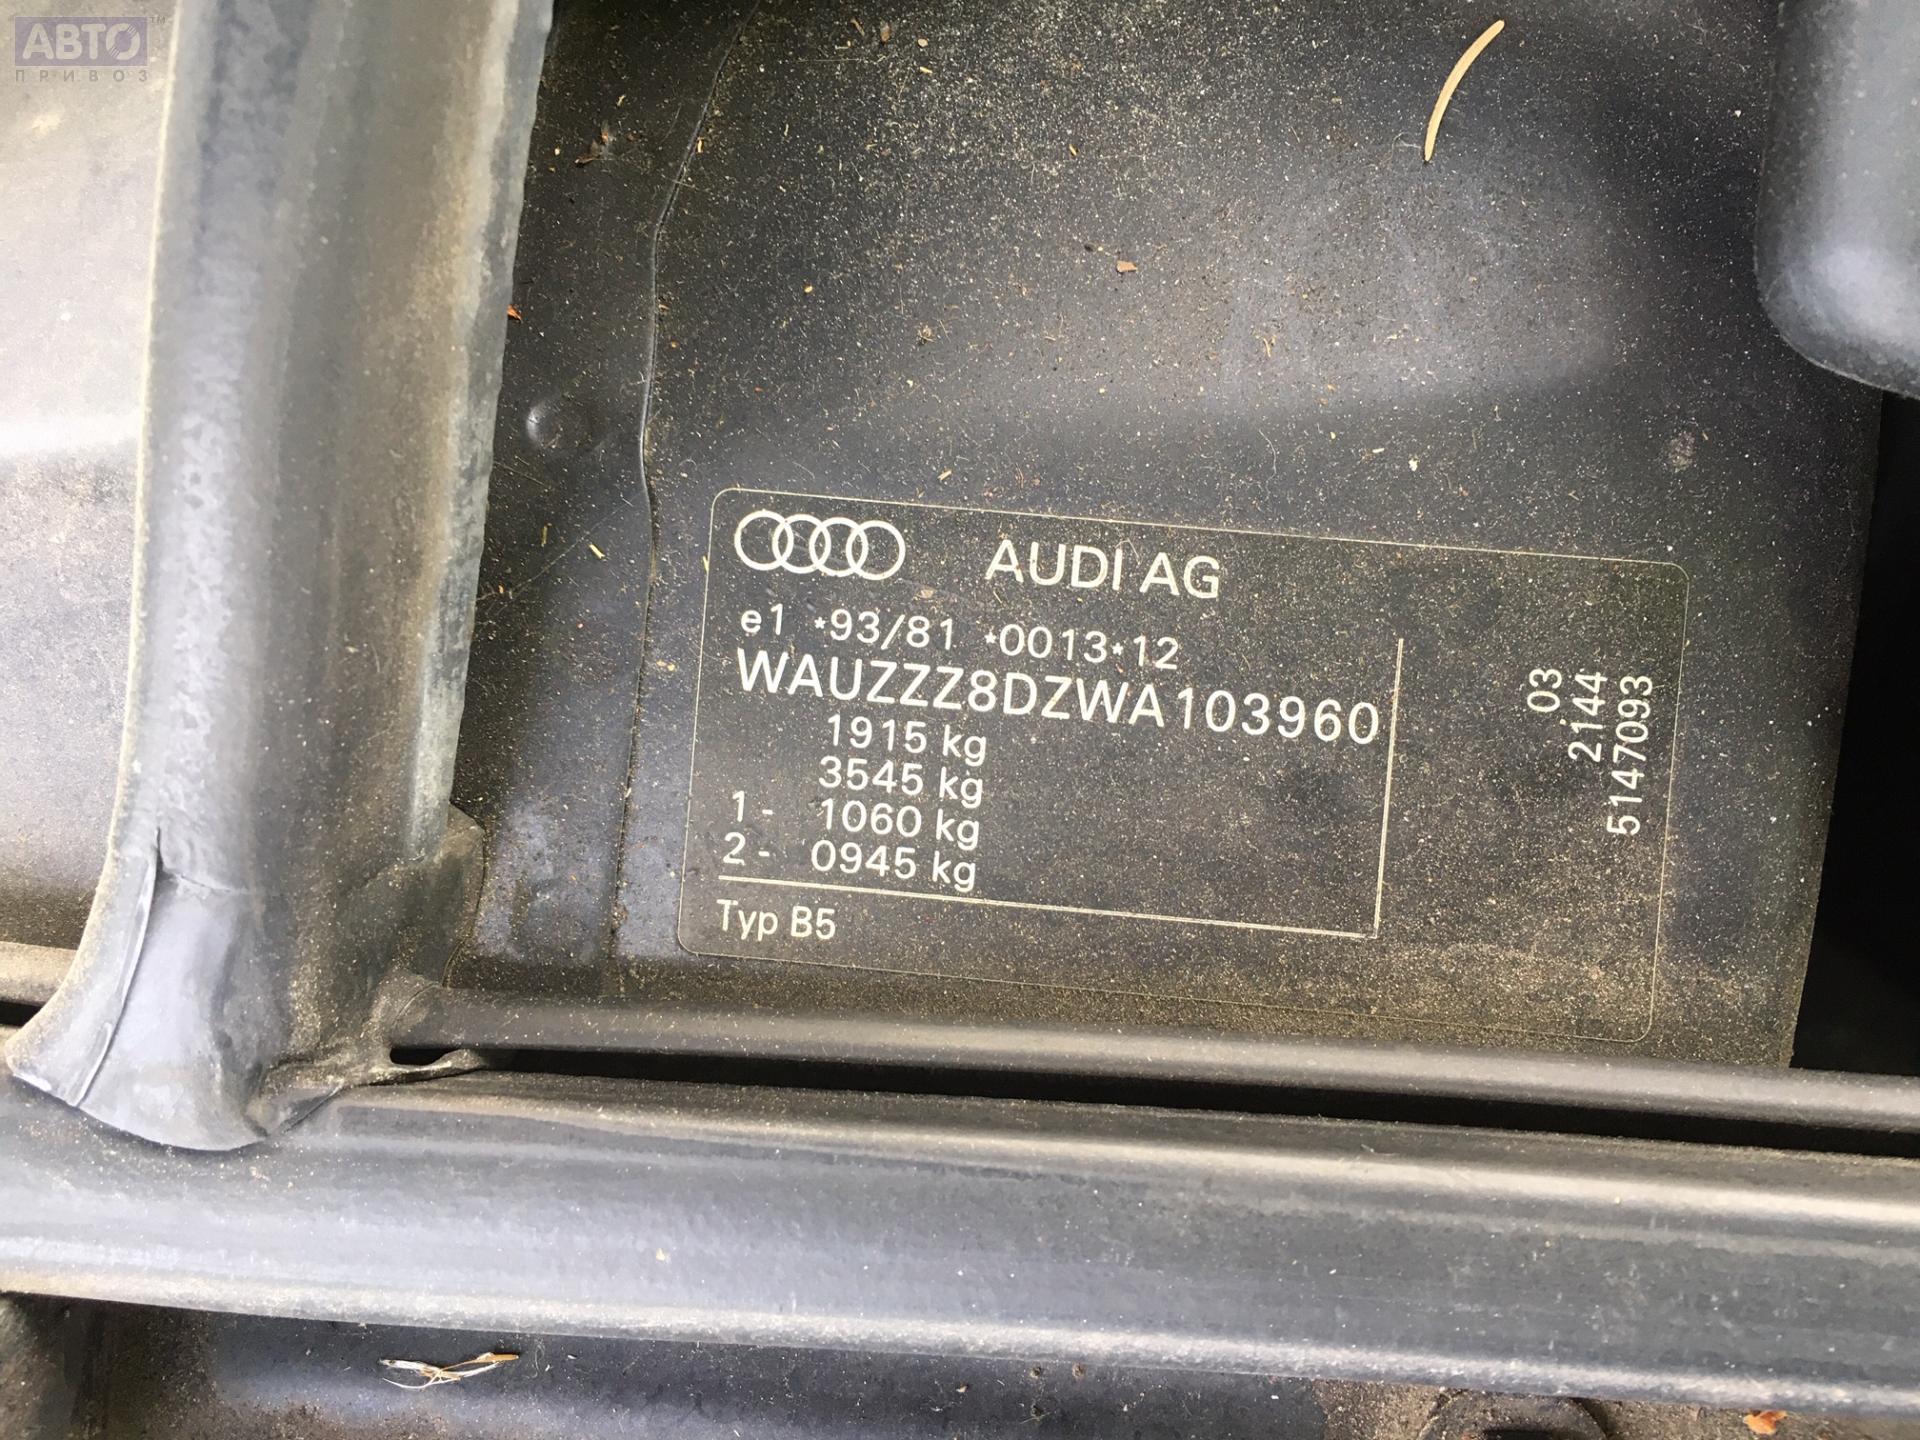 АВТО™
ПРИВОЗ
AUDI AG
e1 *93/81 *0013*12
WAUZZZ8DZWA103960
1915 kg
3545 kg
1 - 1060 kg
2 - 0945 kg
Typ B5
03
2144
5147093